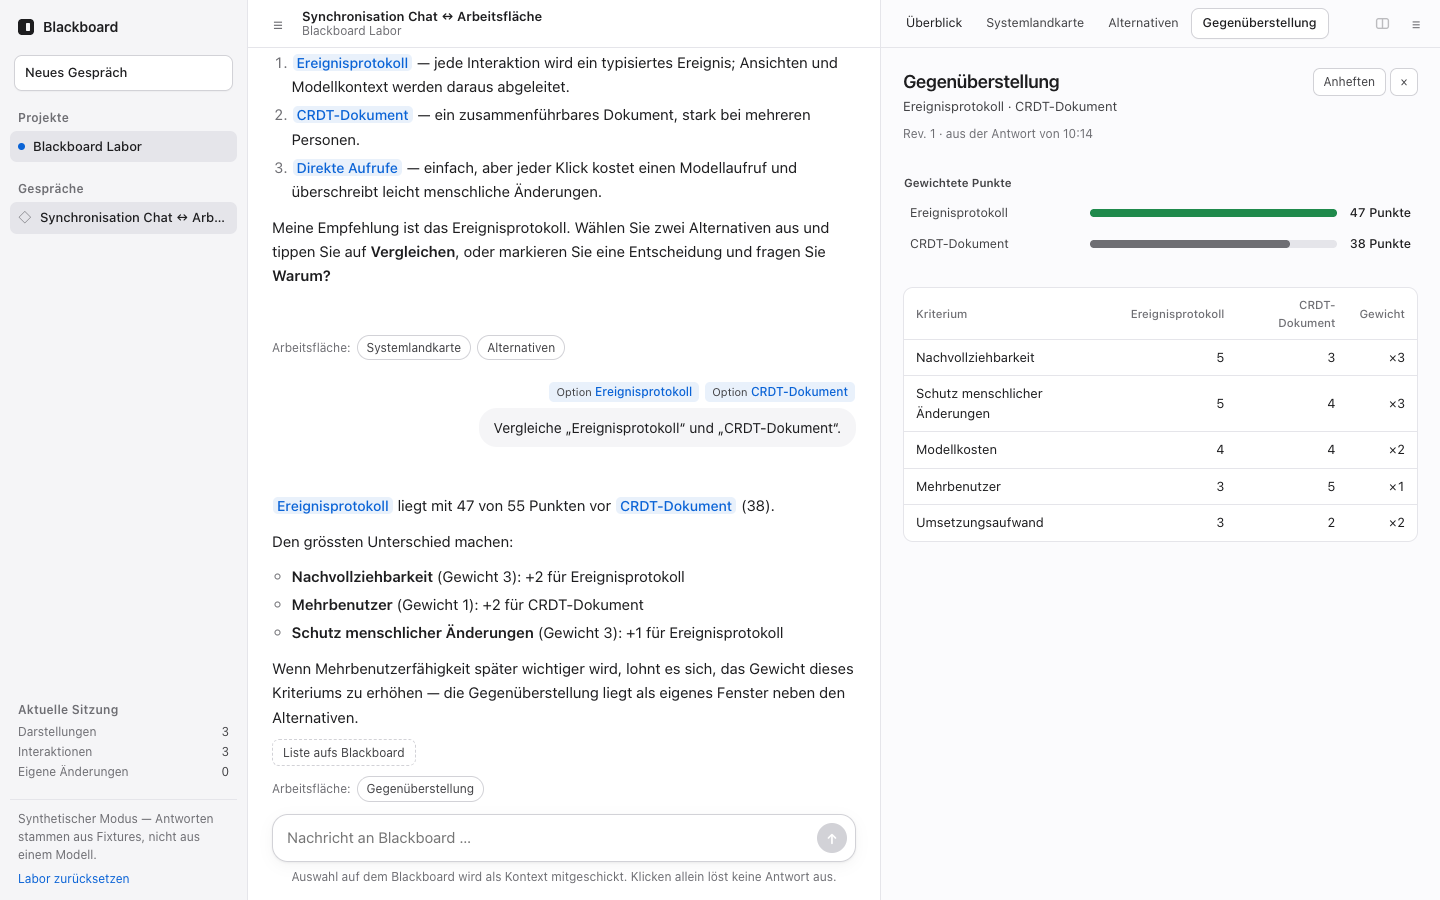 Blackboard
Neues Gespräch
Projekte
Blackboard Labor
Gespräche
Synchronisation Chat ↔ Arb...
Aktuelle Sitzung
Darstellungen 3
Interaktionen 3
Eigene Änderungen 0
Synthetischer Modus — Antworten
stammen aus Fixtures, nicht aus
einem Modell.
Labor zurücksetzen
Synchronisation Chat ↔ Arbeitsfläche
Blackboard Labor
1. Ereignisprotokoll — jede Interaktion wird ein typisiertes Ereignis; Ansichten und
Modellkontext werden daraus abgeleitet.
2. CRDT-Dokument — ein zusammenführbares Dokument, stark bei mehreren
Personen.
3. Direkte Aufrufe — einfach, aber jeder Klick kostet einen Modellaufruf und
überschreibt leicht menschliche Änderungen.
Meine Empfehlung ist das Ereignisprotokoll. Wählen Sie zwei Alternativen aus und
tippen Sie auf Vergleichen, oder markieren Sie eine Entscheidung und fragen Sie
Warum?
Arbeitsfläche: Systemlandkarte Alternativen
Option Ereignisprotokoll Option CRDT-Dokument
Vergleiche „Ereignisprotokoll“ und „CRDT-Dokument“.
Ereignisprotokoll liegt mit 47 von 55 Punkten vor CRDT-Dokument (38).
Den grössten Unterschied machen:
Nachvollziehbarkeit (Gewicht 3): +2 für Ereignisprotokoll
Mehrbenutzer (Gewicht 1): +2 für CRDT-Dokument
Schutz menschlicher Änderungen (Gewicht 3): +1 für Ereignisprotokoll
Wenn Mehrbenutzerfähigkeit später wichtiger wird, lohnt es sich, das Gewicht dieses
Kriteriums zu erhöhen — die Gegenüberstellung liegt als eigenes Fenster neben den
Alternativen.
Liste aufs Blackboard
Arbeitsfläche: Gegenüberstellung
Nachricht an Blackboard ...
Auswahl auf dem Blackboard wird als Kontext mitgeschickt. Klicken allein löst keine Antwort aus.
Überblick Systemlandkarte Alternativen Gegenüberstellung
Gegenüberstellung
Anheften ×
Ereignisprotokoll · CRDT-Dokument
Rev. 1 · aus der Antwort von 10:14
Gewichtete Punkte
Ereignisprotokoll 47 Punkte
CRDT-Dokument 38 Punkte
Kriterium Ereignisprotokoll CRDT-
Dokument Gewicht
Nachvollziehbarkeit 5 3 ×3
Schutz menschlicher
Änderungen 5 4 ×3
Modellkosten 4 4 ×2
Mehrbenutzer 3 5 ×1
Umsetzungsaufwand 3 2 ×2